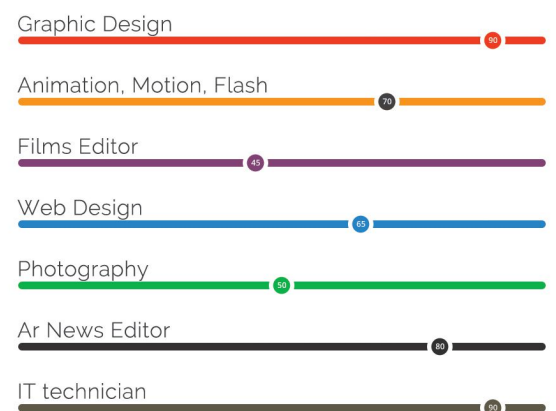 Graphic Design
90
Animation, Motion, Flash
70
Films Editor
45
Web Design
65
Photography
50
Ar News Editor
80
IT technician
90